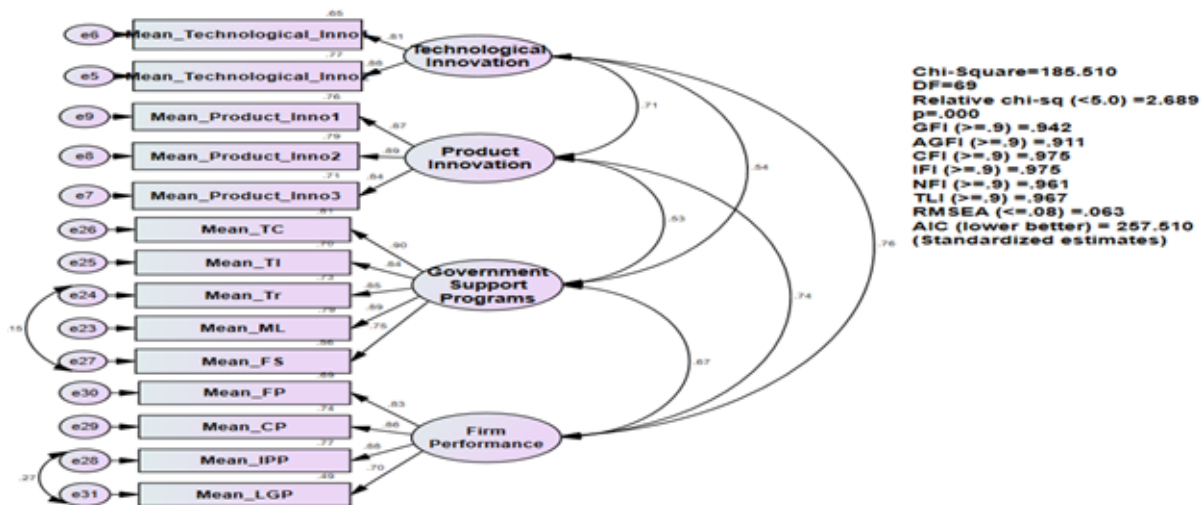 .65
e6
Mean_Technological_Inno
.81
Technological
Innovation
.77
e5
Mean_Technological_Inno
.88
.76
e9
Mean_Product_Inno1
.87
.79
e8
Mean_Product_Inno2
.89
Product
Innovation
.71
e7
Mean_Product_Inno3
.84
.81
e26
Mean_TC
.90
.70
e25
Mean_TI
.84
Government
Support
Programs
.73
e24
Mean_Tr
.85
.79
e23
Mean_ML
.89
.56
e27
Mean_FS
.75
.15
.69
e30
Mean_FP
.83
.74
e29
Mean_CP
.86
Firm
Performance
.77
e28
Mean_IPP
.88
.49
e31
Mean_LGP
.70
.27
.71
.54
.53
.76
.74
.67
Chi-Square=185.510
DF=69
Relative chi-sq (<5.0) =2.689
p=.000
GFI (>=.9) =.942
AGFI (>=.9) =.911
CFI (>=.9) =.975
IFI (>=.9) =.975
NFI (>=.9) =.961
TLI (>=.9) =.967
RMSEA (<=.08) =.063
AIC (lower better) = 257.510
(Standardized estimates)